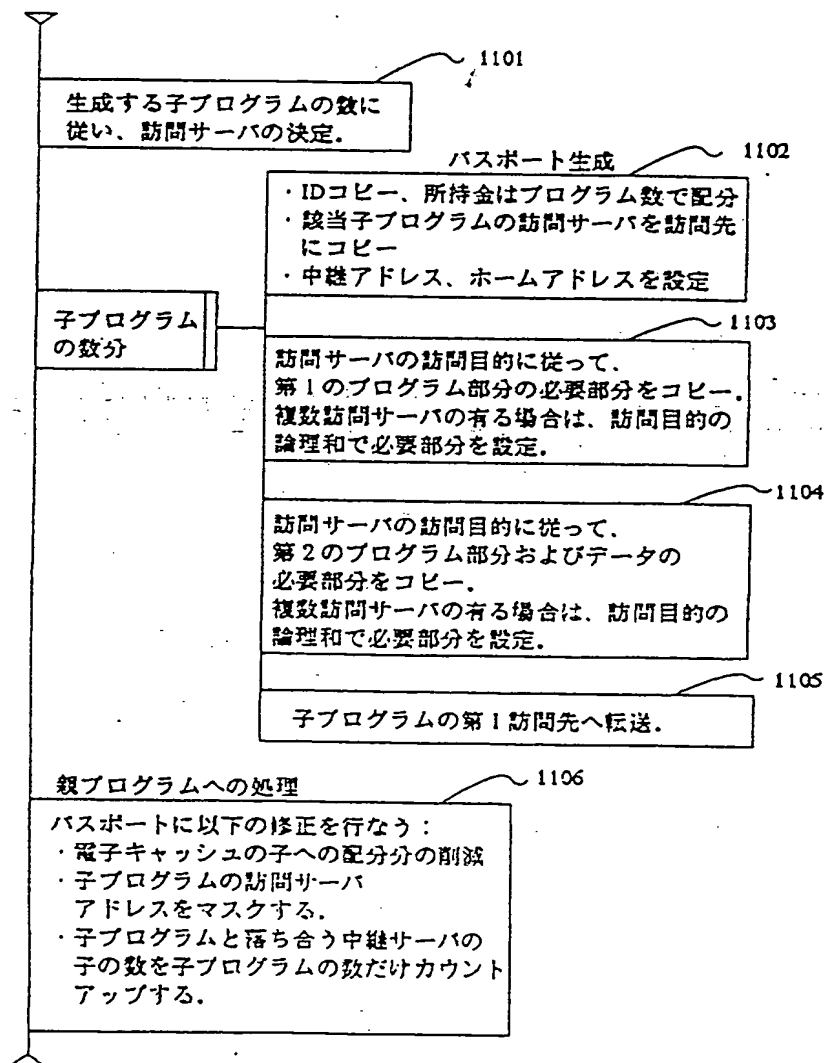 1101
生成する子プログラムの数に
従い、訪問サーバの決定.
パスポート生成
1102
・IDコピー、所持金はプログラム数で配分
・該当子プログラムの訪問サーバを訪問先
にコピー
・中継アドレス、ホームアドレスを設定
子プログラム
の数分
1103
訪問サーバの訪問目的に従って、
第1のプログラム部分の必要部分をコピー.
複数訪問サーバの有る場合は、訪問目的の
論理和で必要部分を設定.
1104
訪問サーバの訪問目的に従って、
第2のプログラム部分およびデータの
必要部分をコピー.
複数訪問サーバの有る場合は、訪問目的の
論理和で必要部分を設定.
1105
子プログラムの第1訪問先へ転送.
親プログラムへの処理
1106
パスポートに以下の修正を行なう：
・電子キャッシュの子への配分分の削減
・子プログラムの訪問サーバ
アドレスをマスクする.
・子プログラムと落ち合う中継サーバの
子の数を子プログラムの数だけカウント
アップする.